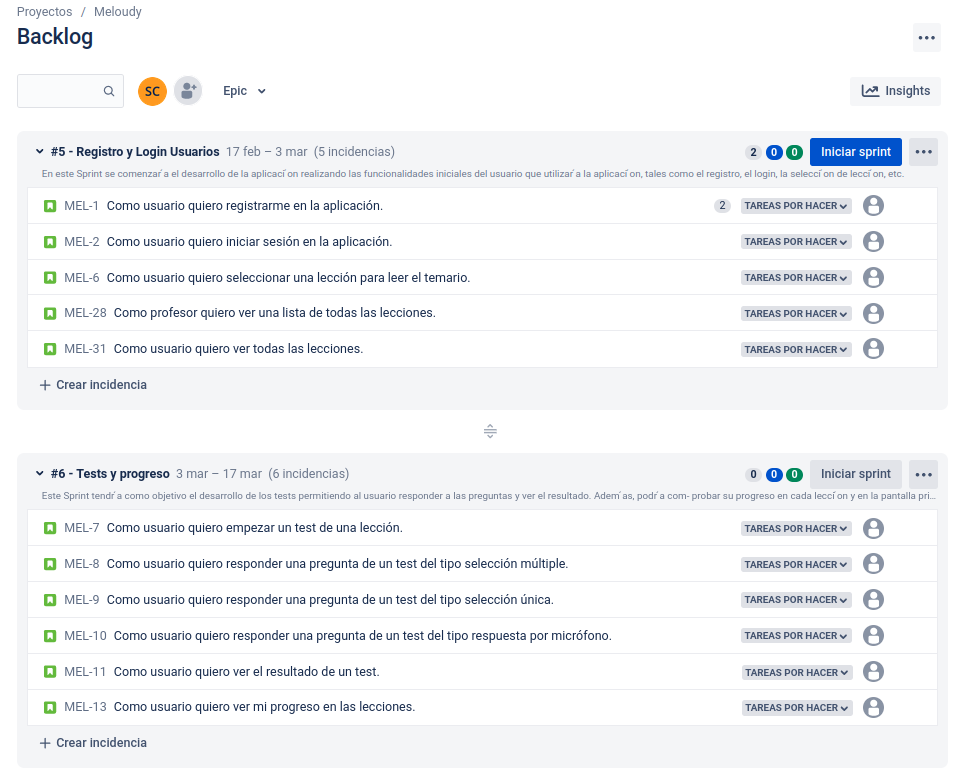 Proyectos / Meloudy
Backlog
SC Epic Insights
#5 - Registro y Login Usuarios 17 feb – 3 mar (5 incidencias) 2 0 0 Iniciar sprint
En este Sprint se comenzar´a el desarrollo de la aplicaci´on realizando las funcionalidades iniciales del usuario que utilizar´a la aplicaci´on, tales como el registro, el login, la selecci´on de lecci´on, etc.
MEL-1 Como usuario quiero registrarme en la aplicación. 2 TAREAS POR HACER
MEL-2 Como usuario quiero iniciar sesión en la aplicación. TAREAS POR HACER
MEL-6 Como usuario quiero seleccionar una lección para leer el temario. TAREAS POR HACER
MEL-28 Como profesor quiero ver una lista de todas las lecciones. TAREAS POR HACER
MEL-31 Como usuario quiero ver todas las lecciones. TAREAS POR HACER
+ Crear incidencia
#6 - Tests y progreso 3 mar – 17 mar (6 incidencias) 0 0 0 Iniciar sprint
Este Sprint tendr´a como objetivo el desarrollo de los tests permitiendo al usuario responder a las preguntas y ver el resultado. Adem´as, podr´a com- probar su progreso en cada lecci´on y en la pantalla pri...
MEL-7 Como usuario quiero empezar un test de una lección. TAREAS POR HACER
MEL-8 Como usuario quiero responder una pregunta de un test del tipo selección múltiple. TAREAS POR HACER
MEL-9 Como usuario quiero responder una pregunta de un test del tipo selección única. TAREAS POR HACER
MEL-10 Como usuario quiero responder una pregunta de un test del tipo respuesta por micrófono. TAREAS POR HACER
MEL-11 Como usuario quiero ver el resultado de un test. TAREAS POR HACER
MEL-13 Como usuario quiero ver mi progreso en las lecciones. TAREAS POR HACER
+ Crear incidencia